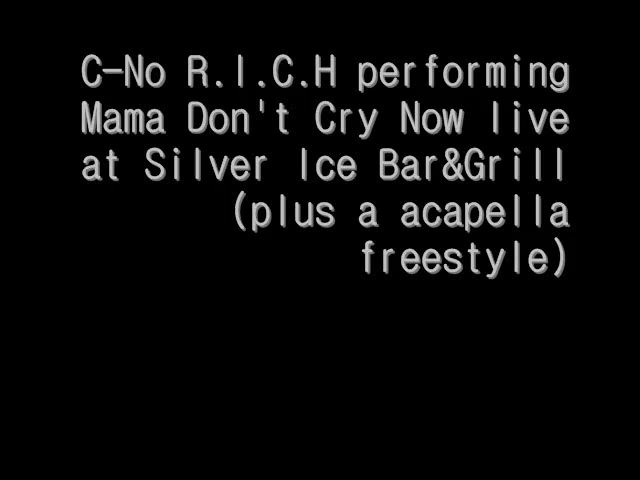 C-No R.I.C.H performing
Mama Don't Cry Now live
at Silver Ice Bar&Grill
(plus a acapella
freestyle)